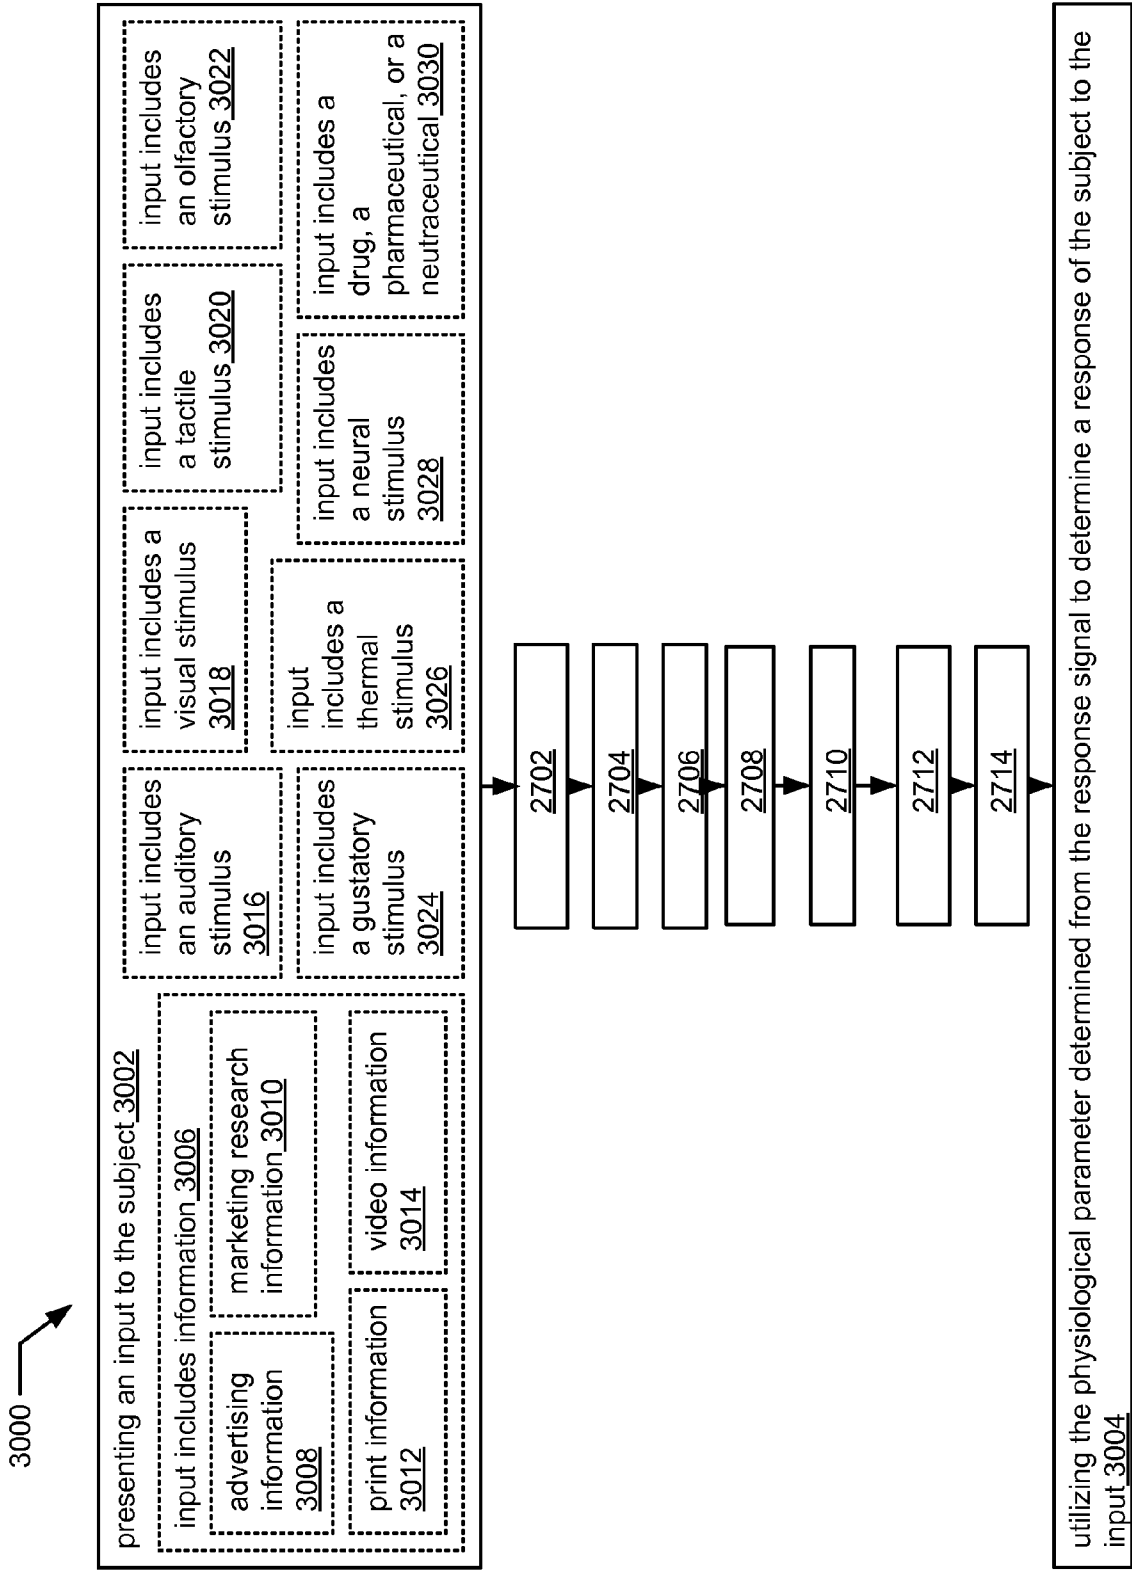 3000
presenting an input to the subject 3002
input includes information 3006
advertising
information
3008
marketing research
information 3010
print information
3012
video information
3014
input includes
an auditory
stimulus
3016
input includes a
visual stimulus
3018
input includes
a tactile
stimulus 3020
input includes
an olfactory
stimulus 3022
input includes
a gustatory
stimulus
3024
input
includes a
thermal
stimulus
3026
input includes
a neural
stimulus
3028
input includes a
drug, a
pharmaceutical, or a
neutraceutical 3030
2702
2704
2706
2708
2710
2712
2714
utilizing the physiological parameter determined from the response signal to determine a response of the subject to the
input 3004